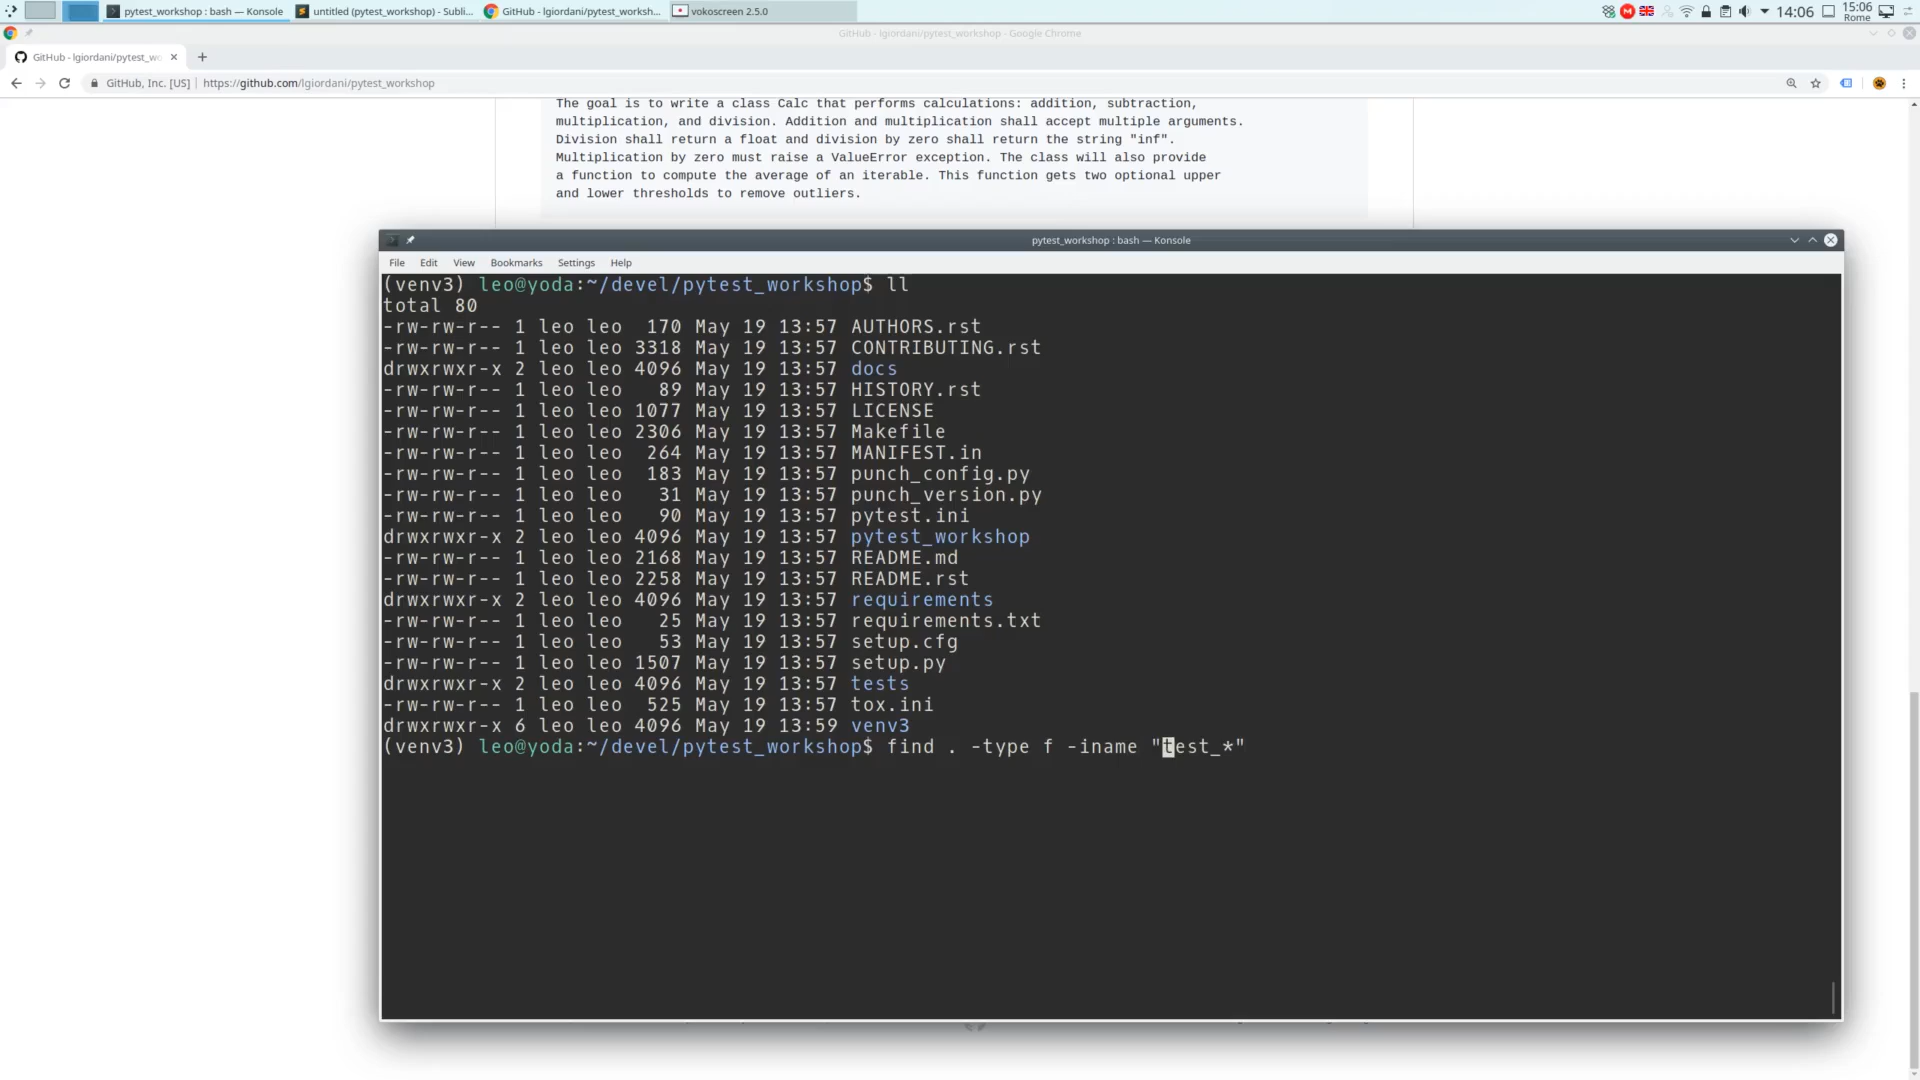 pytest_workshop : bash — Konsole
untitled (pytest_workshop) - Subli...
GitHub - lgiordani/pytest_worksh...
vokoscreen 2.5.0
14:06
15:06
Rome
GitHub - lgiordani/pytest_workshop - Google Chrome
GitHub - lgiordani/pytest_wo
GitHub, Inc. [US] | https://github.com/lgiordani/pytest_workshop
The goal is to write a class Calc that performs calculations: addition, subtraction,
multiplication, and division. Addition and multiplication shall accept multiple arguments.
Division shall return a float and division by zero shall return the string "inf".
Multiplication by zero must raise a ValueError exception. The class will also provide
a function to compute the average of an iterable. This function gets two optional upper
and lower thresholds to remove outliers.
pytest_workshop : bash — Konsole
File Edit View Bookmarks Settings Help
(venv3) leo@yoda:~/devel/pytest_workshop$ ll
total 80
-rw-rw-r-- 1 leo leo  170 May 19 13:57 AUTHORS.rst
-rw-rw-r-- 1 leo leo 3318 May 19 13:57 CONTRIBUTING.rst
drwxrwxr-x 2 leo leo 4096 May 19 13:57 docs
-rw-rw-r-- 1 leo leo   89 May 19 13:57 HISTORY.rst
-rw-rw-r-- 1 leo leo 1077 May 19 13:57 LICENSE
-rw-rw-r-- 1 leo leo 2306 May 19 13:57 Makefile
-rw-rw-r-- 1 leo leo  264 May 19 13:57 MANIFEST.in
-rw-rw-r-- 1 leo leo  183 May 19 13:57 punch_config.py
-rw-rw-r-- 1 leo leo   31 May 19 13:57 punch_version.py
-rw-rw-r-- 1 leo leo   90 May 19 13:57 pytest.ini
drwxrwxr-x 2 leo leo 4096 May 19 13:57 pytest_workshop
-rw-rw-r-- 1 leo leo 2168 May 19 13:57 README.md
-rw-rw-r-- 1 leo leo 2258 May 19 13:57 README.rst
drwxrwxr-x 2 leo leo 4096 May 19 13:57 requirements
-rw-rw-r-- 1 leo leo   25 May 19 13:57 requirements.txt
-rw-rw-r-- 1 leo leo   53 May 19 13:57 setup.cfg
-rw-rw-r-- 1 leo leo 1507 May 19 13:57 setup.py
drwxrwxr-x 2 leo leo 4096 May 19 13:57 tests
-rw-rw-r-- 1 leo leo  525 May 19 13:57 tox.ini
drwxrwxr-x 6 leo leo 4096 May 19 13:59 venv3
(venv3) leo@yoda:~/devel/pytest_workshop$ find . -type f -iname "test_*"